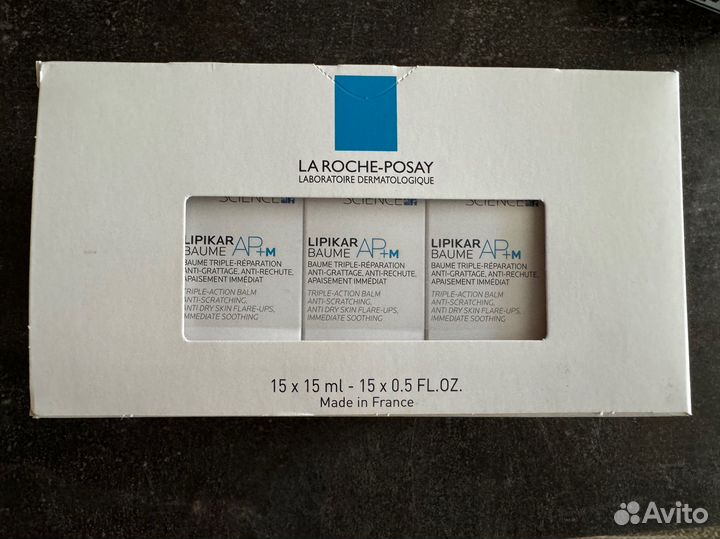 LA ROCHE-POSAY
LABORATOIRE DERMATOLOGIQUE
SCIENCE
LIPIKAR
BAUME AP+M
BAUME TRIPLE-RÉPARATION
ANTI-GRATTAGE, ANTI-RECHUTE,
APAISEMENT IMMÉDIAT
TRIPLE-ACTION BALM
ANTI-SCRATCHING,
ANTI DRY SKIN FLARE-UPS,
IMMEDIATE SOOTHING
SCIENCE
LIPIKAR
BAUME AP+M
BAUME TRIPLE-RÉPARATION
ANTI-GRATTAGE, ANTI-RECHUTE,
APAISEMENT IMMÉDIAT
TRIPLE-ACTION BALM
ANTI-SCRATCHING,
ANTI DRY SKIN FLARE-UPS,
IMMEDIATE SOOTHING
SCIENCE
LIPIKAR
BAUME AP+M
BAUME TRIPLE-RÉPARATION
ANTI-GRATTAGE, ANTI-RECHUTE,
APAISEMENT IMMÉDIAT
TRIPLE-ACTION BALM
ANTI-SCRATCHING,
ANTI DRY SKIN FLARE-UPS,
IMMEDIATE SOOTHING
15 x 15 ml - 15 x 0.5 FL.OZ.
Made in France
Avito